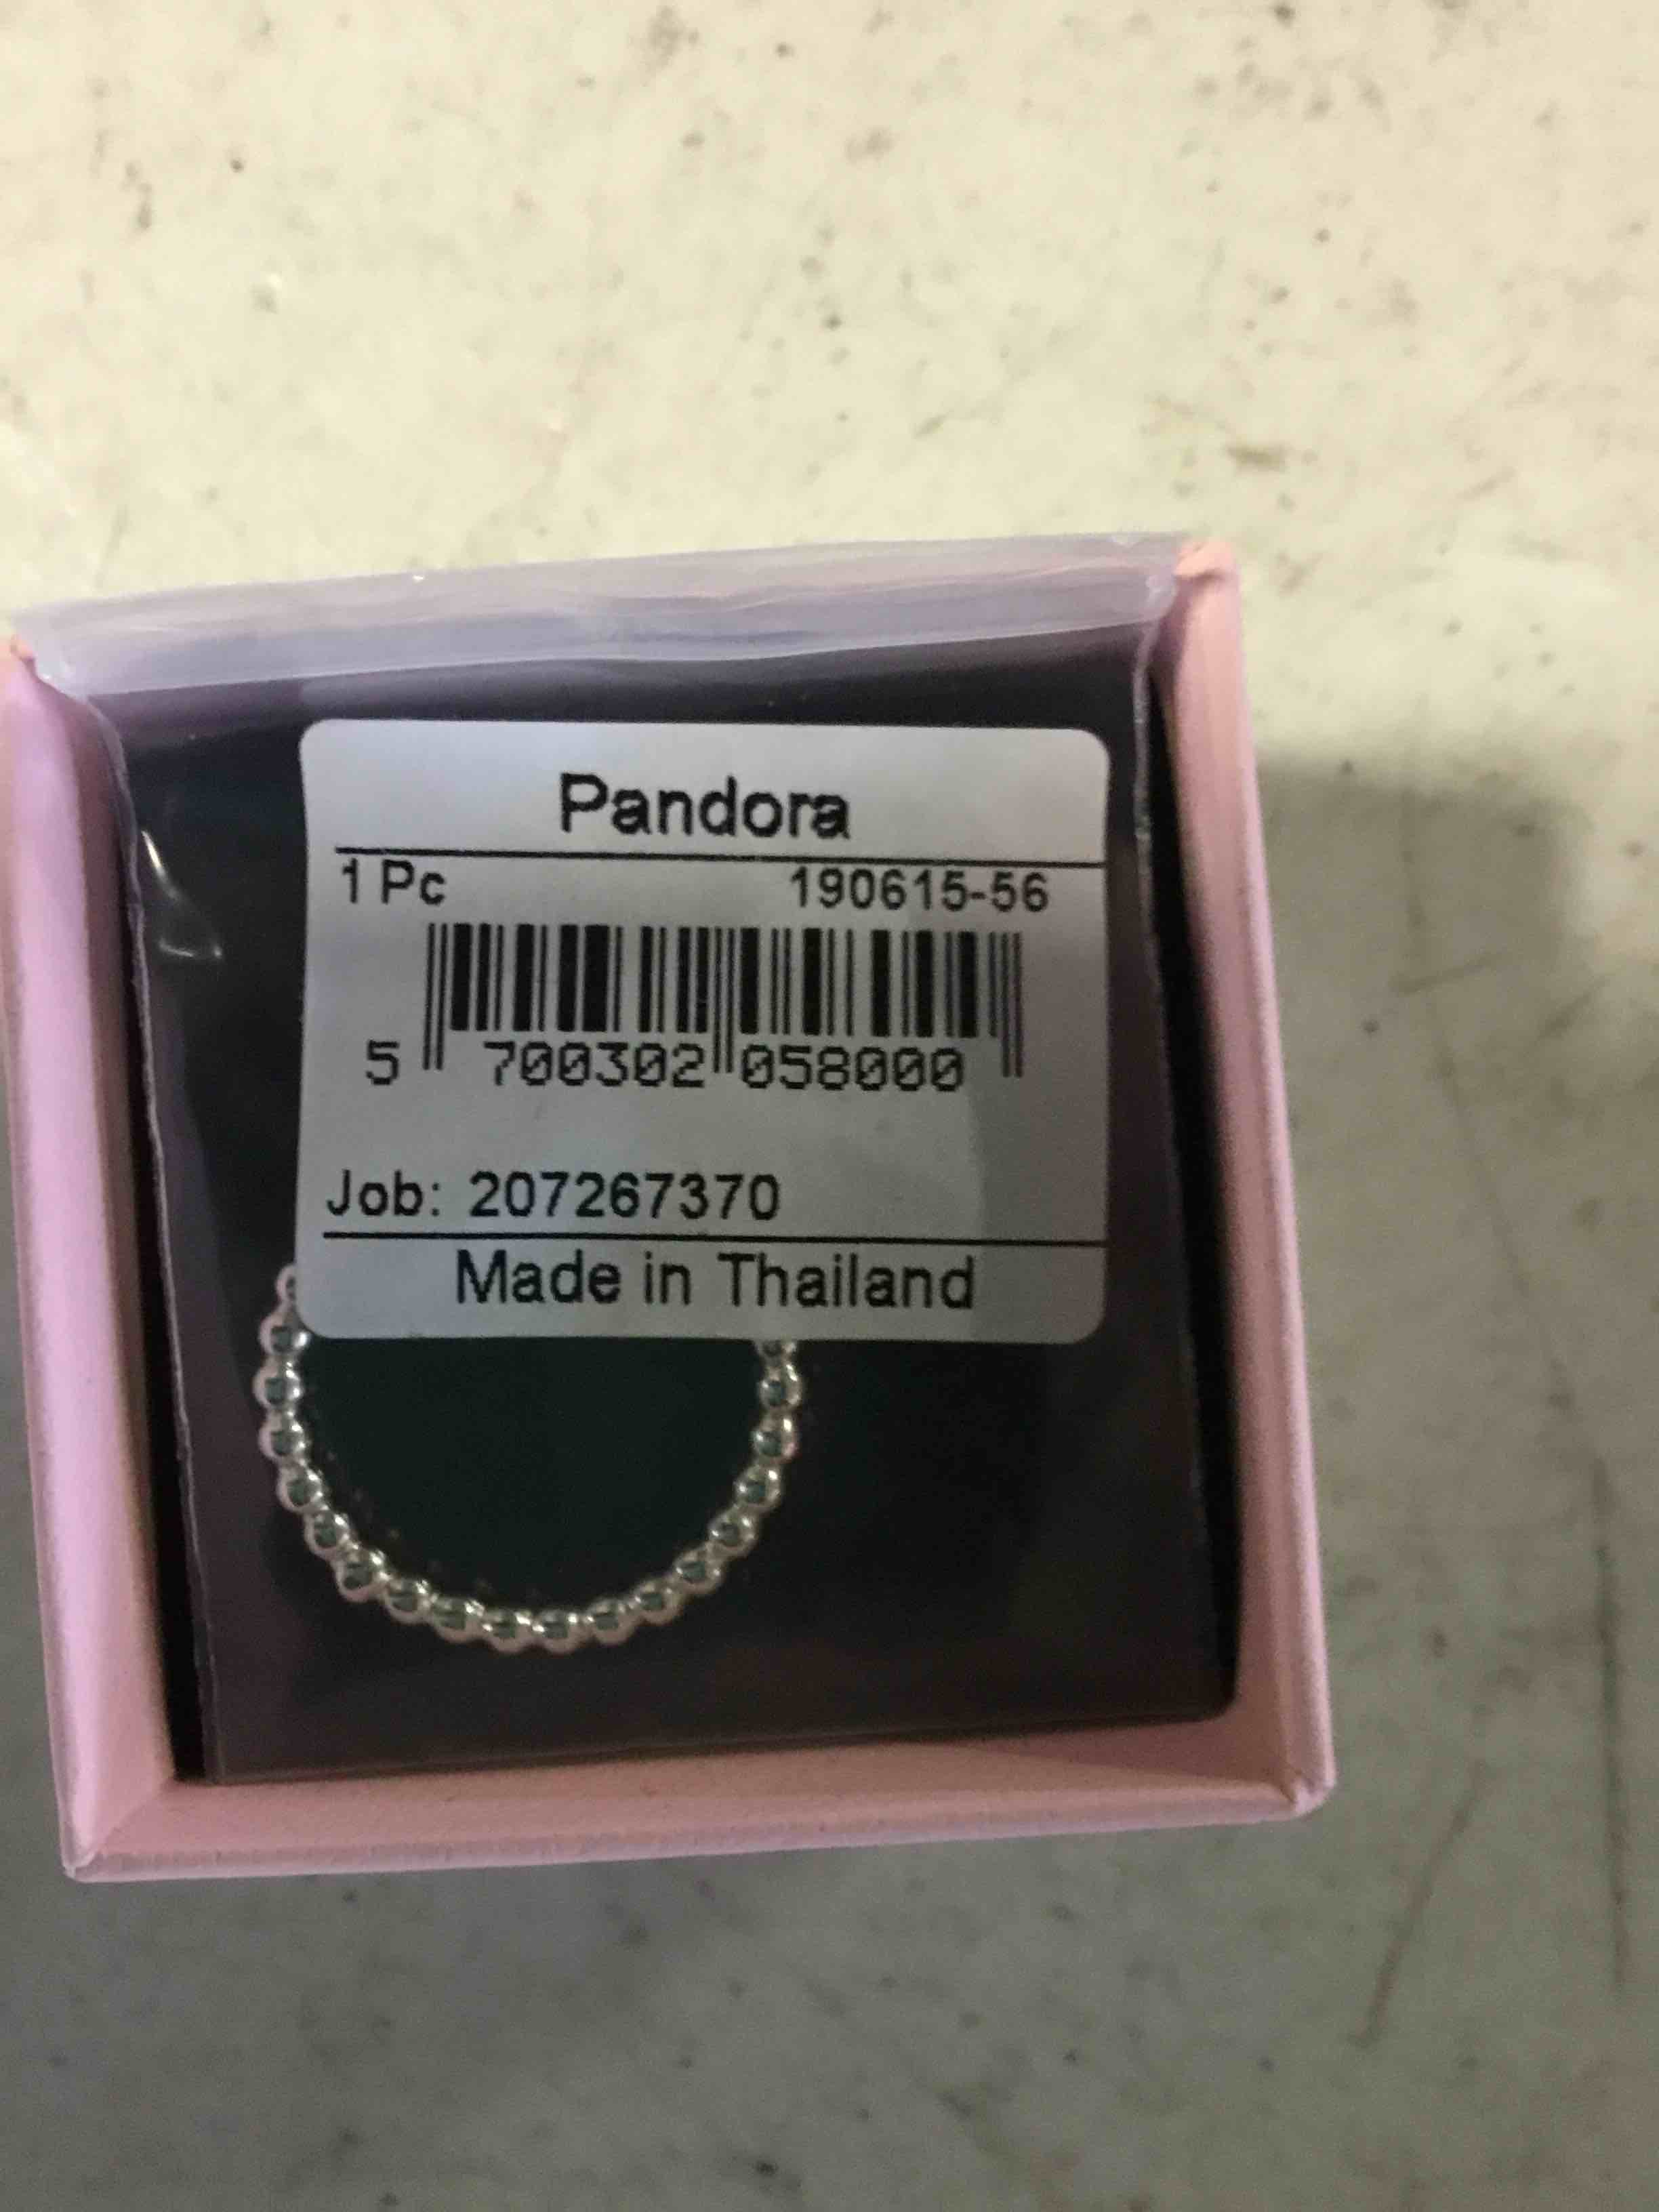 Pandora
1 Pc 190615-56
5 700302 058000
Job: 207267370
Made in Thailand